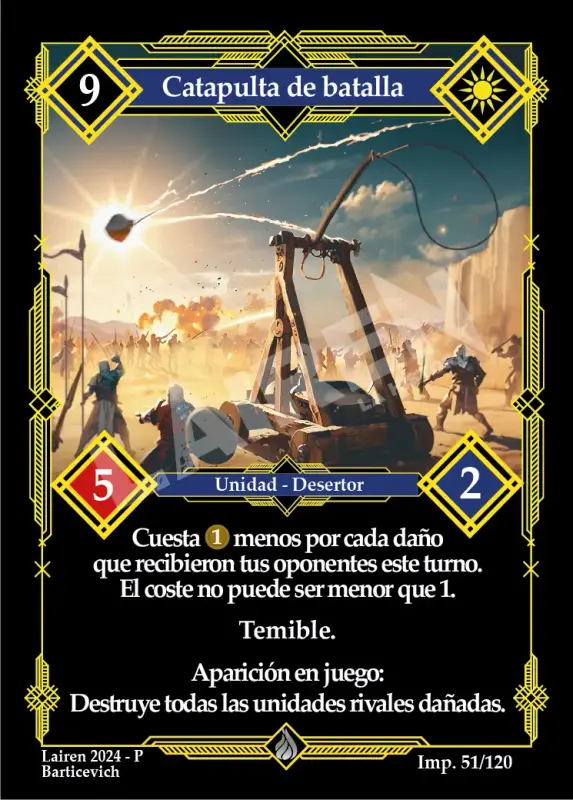 9
Catapulta de batalla
5
Unidad - Desertor
2
Cuesta 1 menos por cada daño
que recibieron tus oponentes este turno.
El coste no puede ser menor que 1.
Temible.
Aparición en juego:
Destruye todas las unidades rivales dañadas.
Lairen 2024 - P
Barticevich
Imp. 51/120